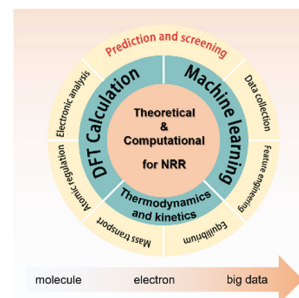 Prediction and screening
Electronic analysis
Data collection
DFT Calculation
Machine learning
Theoretical
&
Computational
for NRR
Atomic regulation
Feature engineering
Thermodynamics
and kinetics
Mass transport
Equilibrium
molecule
electron
big data